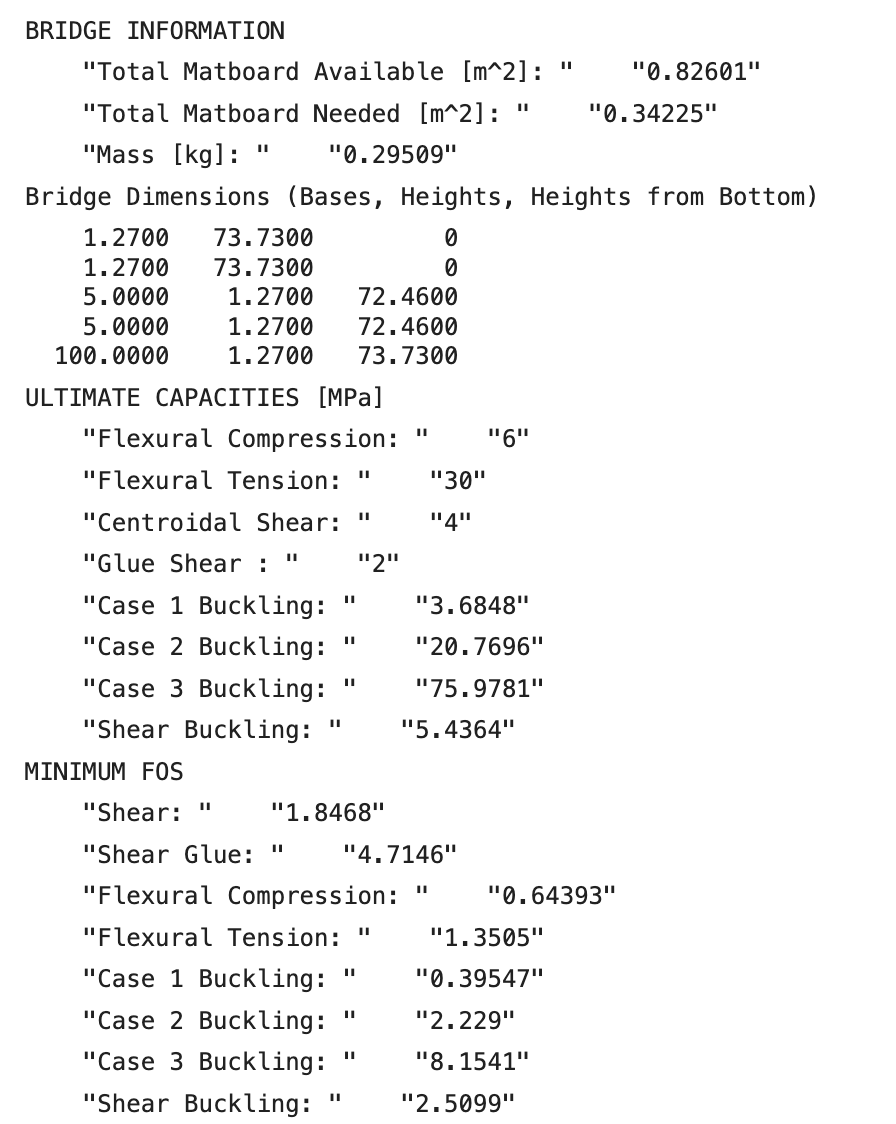 BRIDGE INFORMATION
"Total Matboard Available [m^2]: " "0.82601"
"Total Matboard Needed [m^2]: " "0.34225"
"Mass [kg]: " "0.29509"
Bridge Dimensions (Bases, Heights, Heights from Bottom)
1.2700 73.7300 0
1.2700 73.7300 0
5.0000 1.2700 72.4600
5.0000 1.2700 72.4600
100.0000 1.2700 73.7300
ULTIMATE CAPACITIES [MPa]
"Flexural Compression: " "6"
"Flexural Tension: " "30"
"Centroidal Shear: " "4"
"Glue Shear : " "2"
"Case 1 Buckling: " "3.6848"
"Case 2 Buckling: " "20.7696"
"Case 3 Buckling: " "75.9781"
"Shear Buckling: " "5.4364"
MINIMUM FOS
"Shear: " "1.8468"
"Shear Glue: " "4.7146"
"Flexural Compression: " "0.64393"
"Flexural Tension: " "1.3505"
"Case 1 Buckling: " "0.39547"
"Case 2 Buckling: " "2.229"
"Case 3 Buckling: " "8.1541"
"Shear Buckling: " "2.5099"